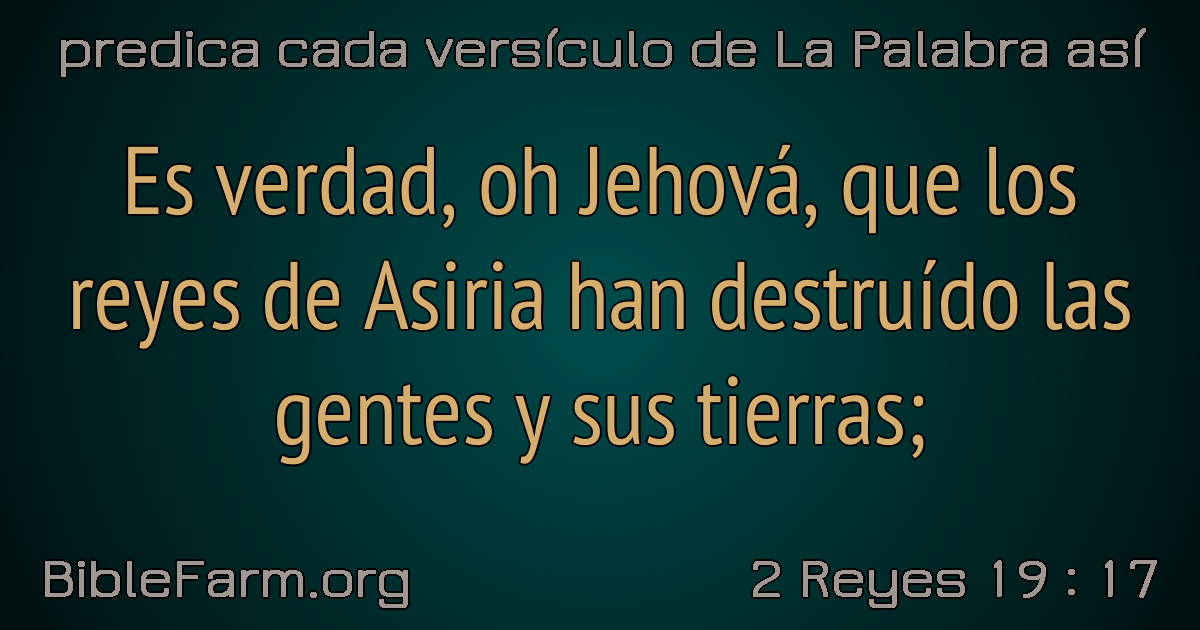 predica cada versículo de La Palabra así
Es verdad, oh Jehová, que los
reyes de Asiria han destruído las
gentes y sus tierras;
BibleFarm.org
2 Reyes 19 : 17